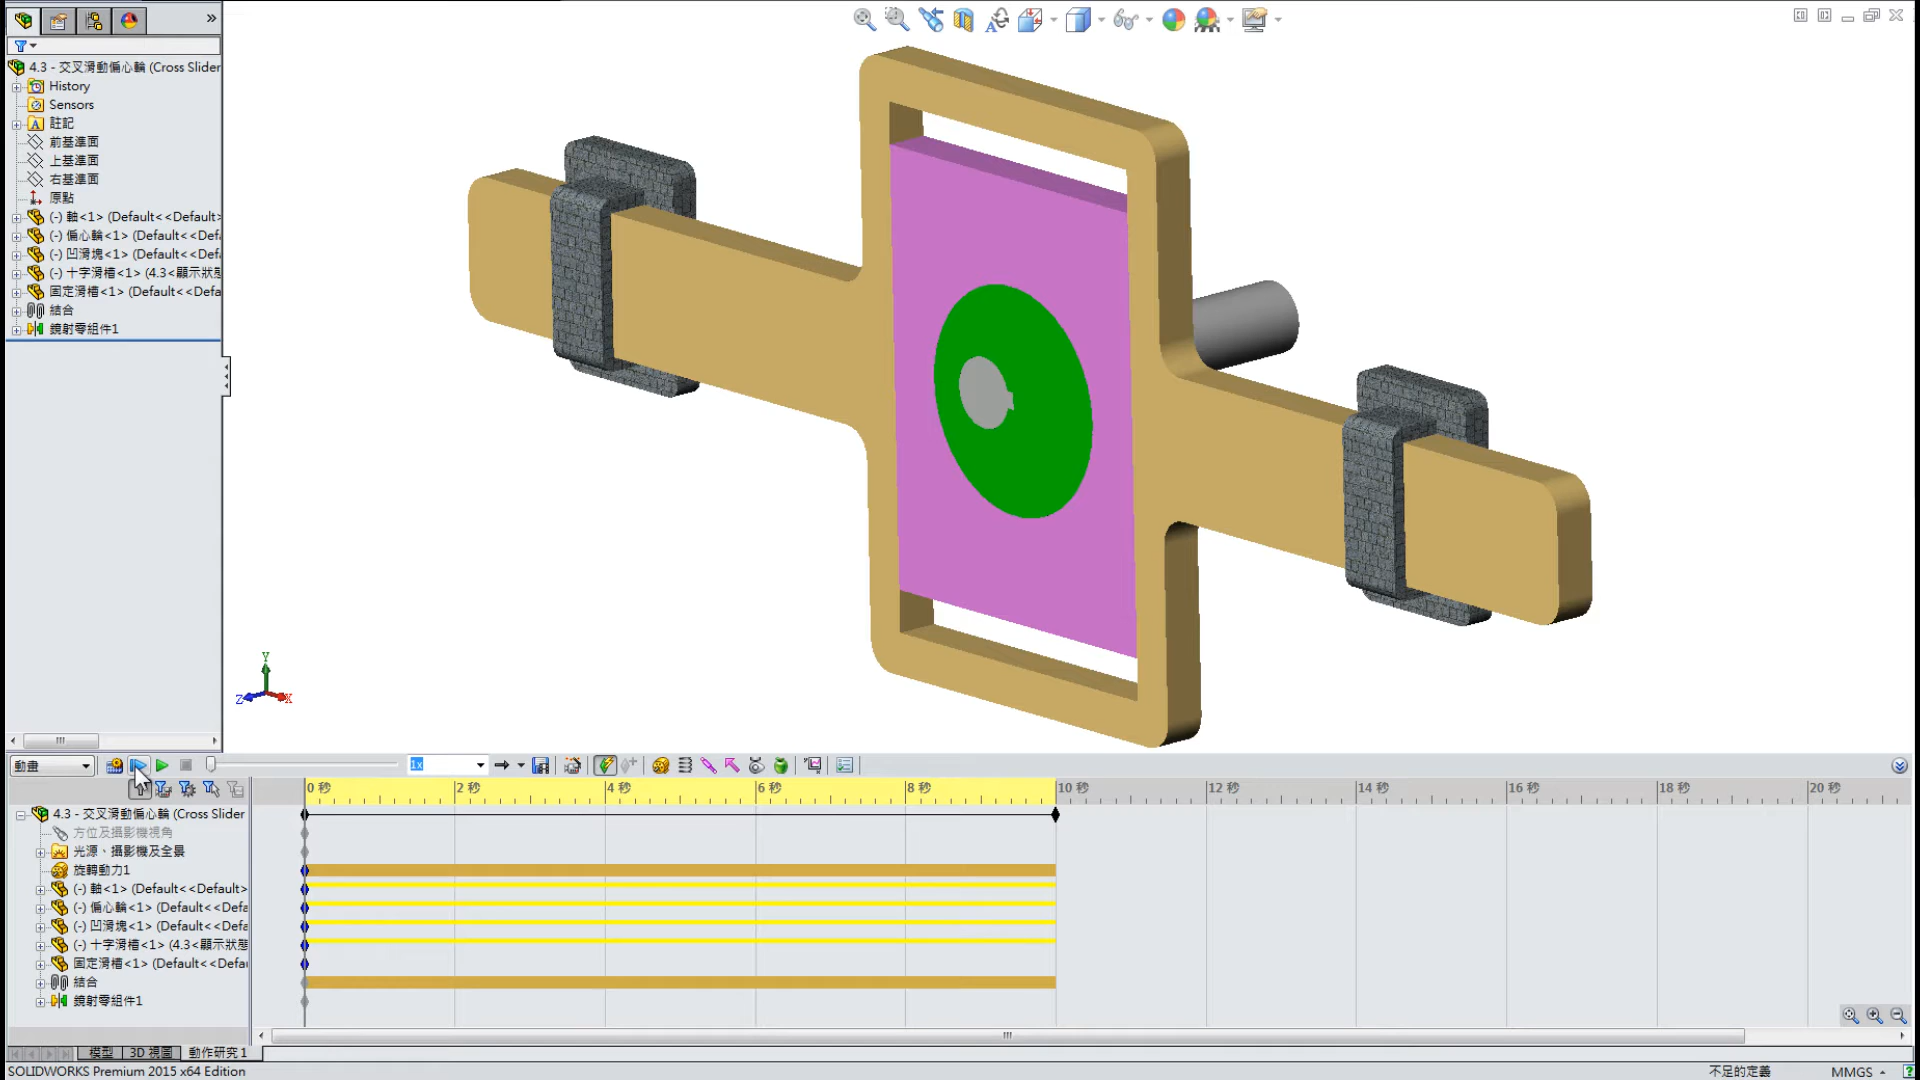 4.3 - 交叉滑動偏心輪 (Cross Slider
History
Sensors
註記
前基準面
上基準面
右基準面
原點
(-) 軸<1> (Default<<Default>
(-) 偏心輪<1> (Default<<Defa
(-) 凹滑塊<1> (Default<<Defa
(-) 十字滑槽<1> (4.3<顯示狀態
固定滑槽<1> (Default<<Defa
結合
鏡射零組件1
Y
Z
X
動畫
1x
0 秒
2 秒
4 秒
6 秒
8 秒
10 秒
12 秒
14 秒
16 秒
18 秒
20 秒
4.3 - 交叉滑動偏心輪 (Cross Slider
方位及攝影機視角
光源、攝影機及全景
旋轉動力1
(-) 軸<1> (Default<<Default>
(-) 偏心輪<1> (Default<<Defa
(-) 凹滑塊<1> (Default<<Defa
(-) 十字滑槽<1> (4.3<顯示狀態
固定滑槽<1> (Default<<Defau
結合
鏡射零組件1
模型
3D 視圖
動作研究 1
SOLIDWORKS Premium 2015 x64 Edition
不足的定義
MMGS